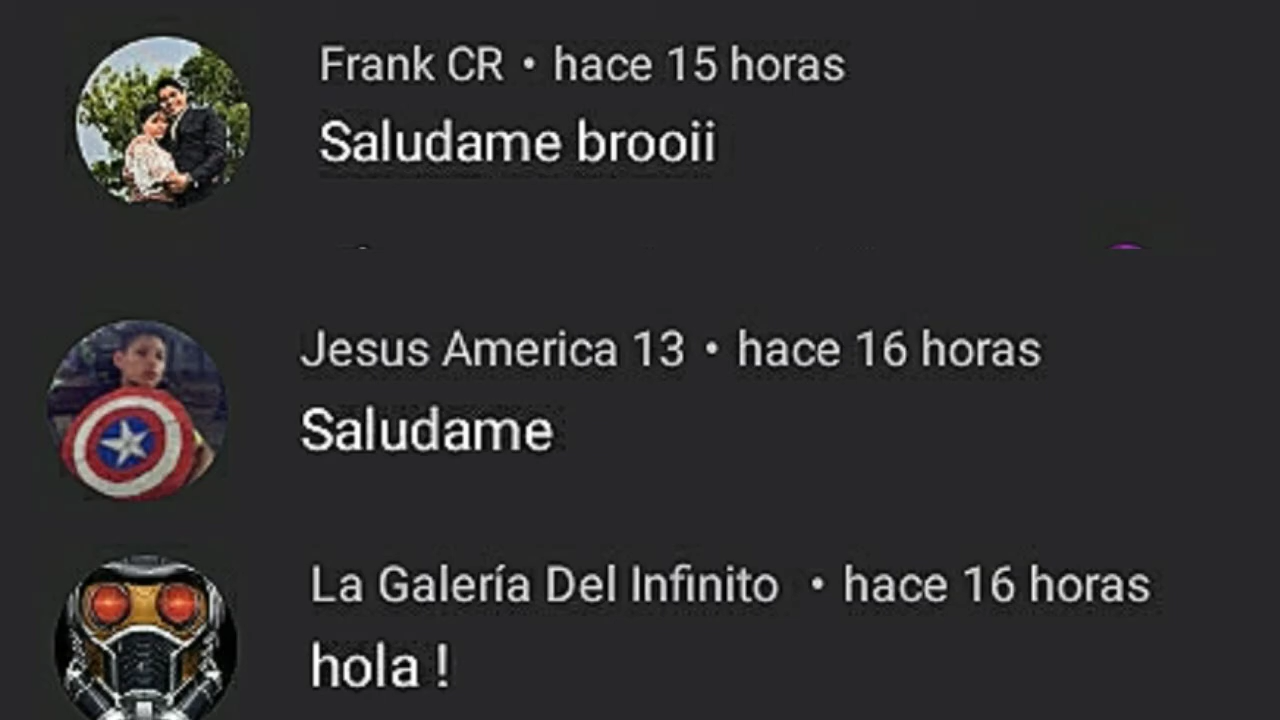 Frank CR • hace 15 horas
Saludame brooii
Jesus America 13 • hace 16 horas
Saludame
La Galería Del Infinito • hace 16 horas
hola !